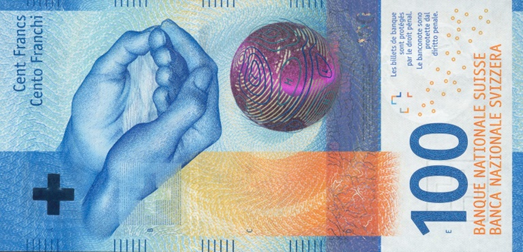 Cent Francs
Cento Franchi
Les billets de banque
sont protégés
par le droit pénal.
Le banconote sono
protette dal
diritto penale.
100
BANQUE NATIONALE SUISSE
BANCA NAZIONALE SVIZZERA
B
C
E